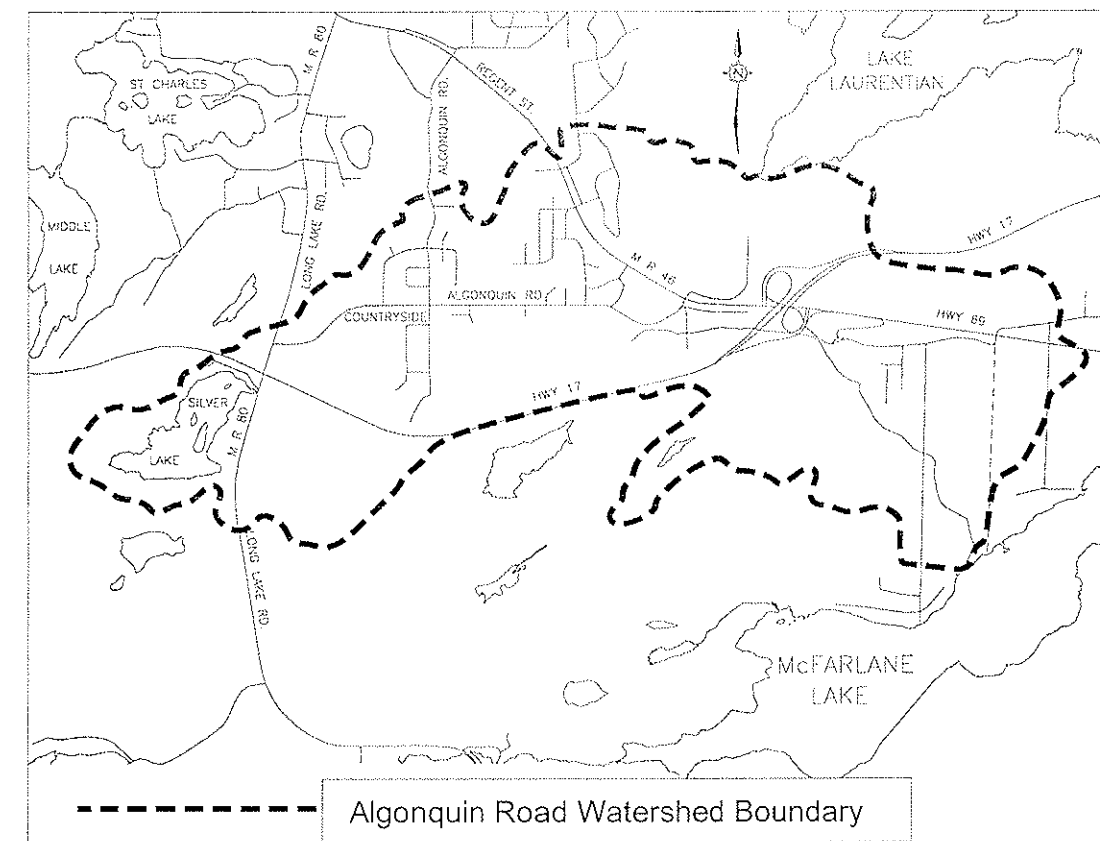 M R 80
ST CHARLES
LAKE
REGENT ST.
ALGONQUIN RD.
LAKE
LAURENTIAN
N
MIDDLE
LAKE
LONG LAKE RD.
M R 46
HWY 17
COUNTRYSIDE
ALGONQUIN RD.
HWY 69
SILVER
LAKE
M R 80
HWY 17
LONG LAKE RD.
McFARLANE
LAKE
Algonquin Road Watershed Boundary